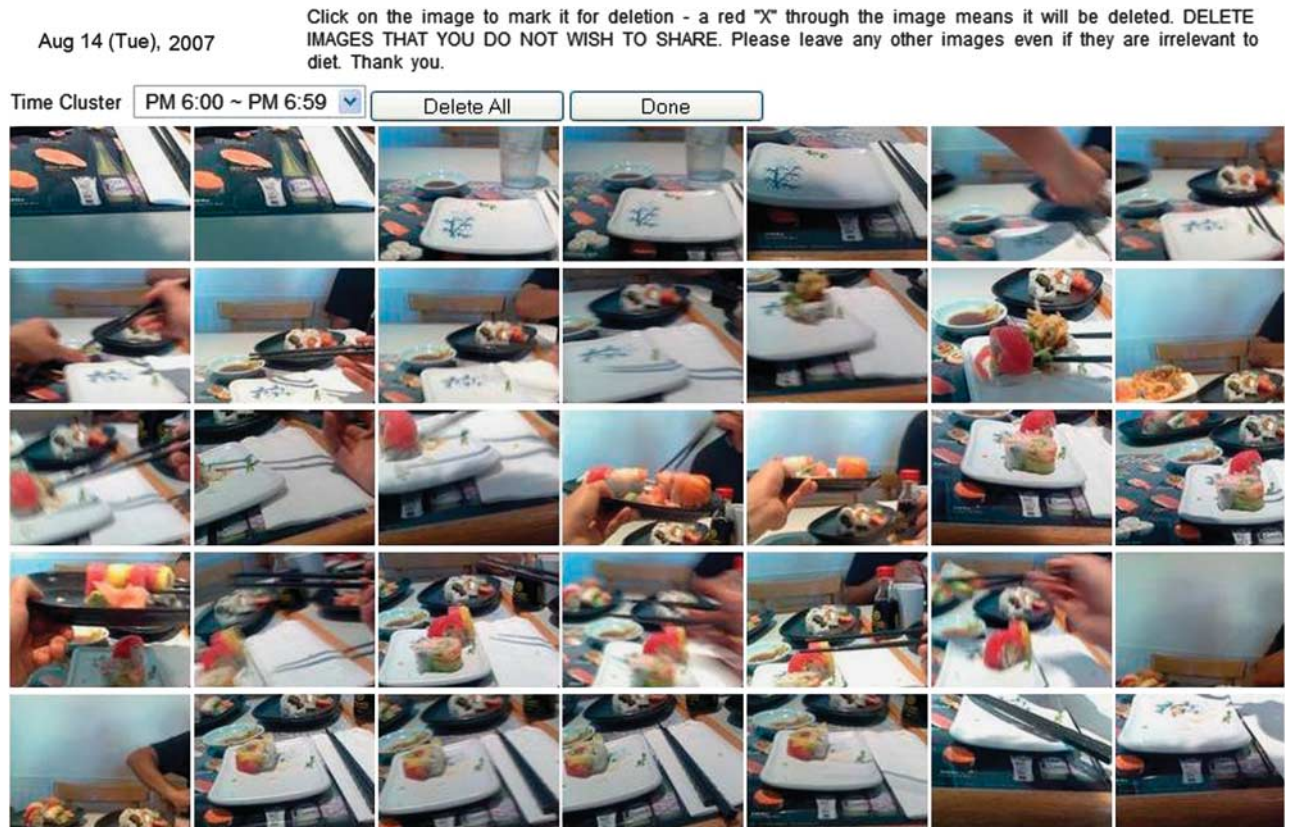 Aug 14 (Tue), 2007
Click on the image to mark it for deletion - a red "X" through the image means it will be deleted. DELETE
IMAGES THAT YOU DO NOT WISH TO SHARE. Please leave any other images even if they are irrelevant to
diet. Thank you.
Time Cluster PM 6:00 ~ PM 6:59 Delete All Done